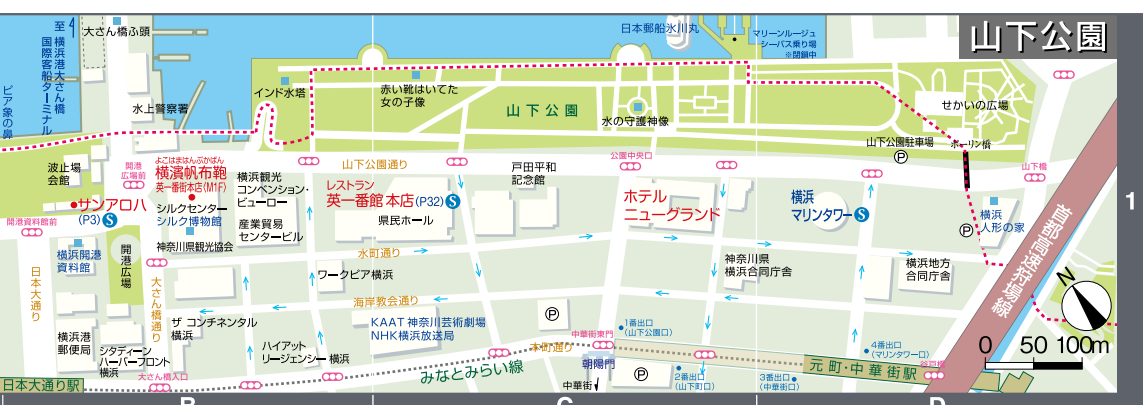 山下公園
至 横浜港大さん橋
国際客船ターミナル
ピア象の鼻
大さん橋ふ頭
水上警察署
インド水塔
赤い靴はいてた
女の子像
日本郵船氷川丸
マリーンルージュ
シーバス乗り場
※閉鎖中
山下公園
水の守護神像
せかいの広場
山下公園駐車場
P
ポーリン橋
山下橋
波止場
会館
開港
広場前
よこはまはんぷかばん
横濱帆布鞄
英一番街本店(M1F)
シルクセンター
シルク博物館
神奈川県観光協会
サンアロハ
(P3)S
開港資料館前
横浜開港
資料館
開港広場
横浜観光
コンベンション・
ビューロー
産業貿易
センタービル
山下公園通り
レストラン
英一番館 本店(P32)S
県民ホール
戸田平和
記念館
公園中央口
ホテル
ニューグランド
横浜
マリンタワーS
P
横浜
人形の家
首都高速狩場線
水町通り
ワークピア横浜
海岸教会通り
神奈川県
横浜合同庁舎
横浜地方
合同庁舎
日本大通り
大さん橋通り
横浜港
郵便局
シタディーン
ハーバーフロント
横浜
ザ コンチネンタル
横浜
ハイアット
リージェンシー 横浜
KAAT 神奈川芸術劇場
NHK横浜放送局
P
1番出口
(山下公園口)
中華街東門
本町通り
朝陽門
中華街
P
2番出口
(山下町口)
3番出口
(中華街口)
4番出口
(マリンタワー口)
谷戸橋
元町・中華街駅
みなとみらい線
大さん橋入口
日本大通り駅
N
0 50 100m
1
B C D